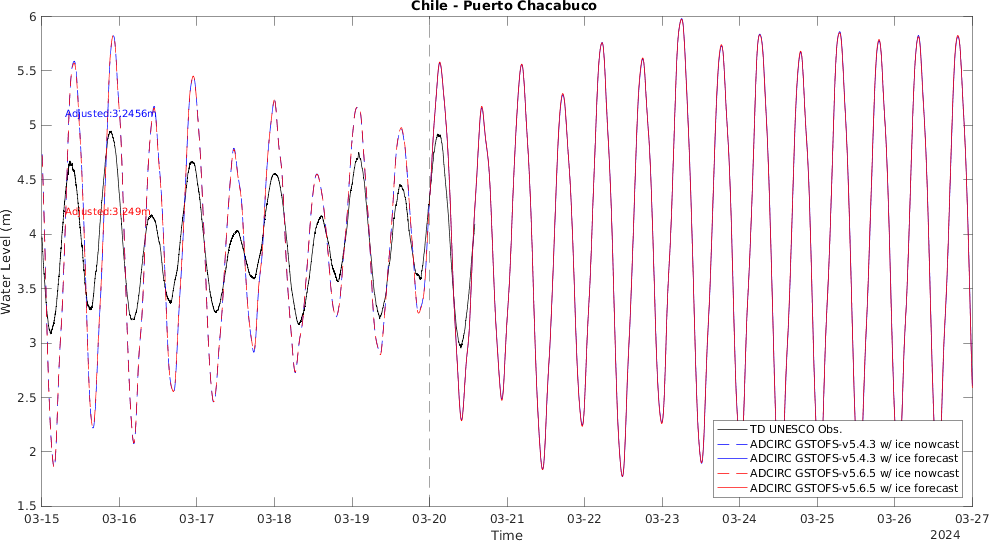 Chile - Puerto Chacabuco
Water Level (m)
6
5.5
5
4.5
4
3.5
3
2.5
2
1.5
Adjusted:3.2456m
Adjusted:3.249m
TD UNESCO Obs.
ADCIRC GSTOFS-v5.4.3 w/ ice nowcast
ADCIRC GSTOFS-v5.4.3 w/ ice forecast
ADCIRC GSTOFS-v5.6.5 w/ ice nowcast
ADCIRC GSTOFS-v5.6.5 w/ ice forecast
03-15 03-16 03-17 03-18 03-19 03-20 03-21 03-22 03-23 03-24 03-25 03-26 03-27
Time
2024